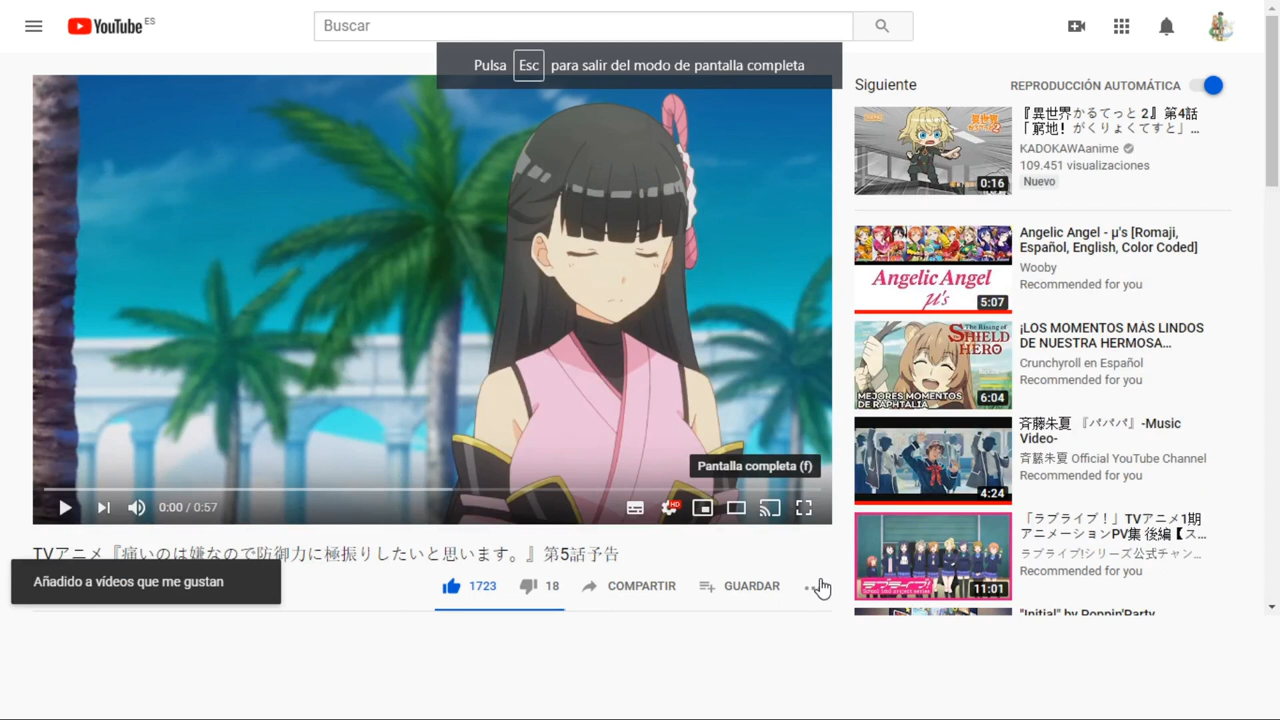 YouTube ES
Buscar
Pulsa Esc para salir del modo de pantalla completa
Pantalla completa (f)
0:00 / 0:57
HD
TVアニメ『痛いのは嫌なので防御力に極振りしたいと思います。』第5話予告
Añadido a vídeos que me gustan
1723
18
COMPARTIR
GUARDAR
Siguiente
REPRODUCCIÓN AUTOMÁTICA
0:16
『異世界かるてっと 2』第4話
「窮地！がくりょくてすと」...
KADOKAWAanime
109.451 visualizaciones
Nuevo
Angelic Angel
μ's
5:07
Angelic Angel - μ's [Romaji,
Español, English, Color Coded]
Wooby
Recommended for you
The Rising of
SHIELD
HERO
MEJORES MOMENTOS
DE RAPHTALIA
6:04
¡LOS MOMENTOS MÁS LINDOS
DE NUESTRA HERMOSA...
Crunchyroll en Español
Recommended for you
4:24
斉藤朱夏 『パパパ』-Music
Video-
斉藤朱夏 Official YouTube Channel
Recommended for you
ラブライブ!
11:01
「ラブライブ！」TVアニメ1期
アニメーションPV集 後編【ス...
ラブライブ!シリーズ公式チャン...
Recommended for you
"Initial" by Poppin'Party